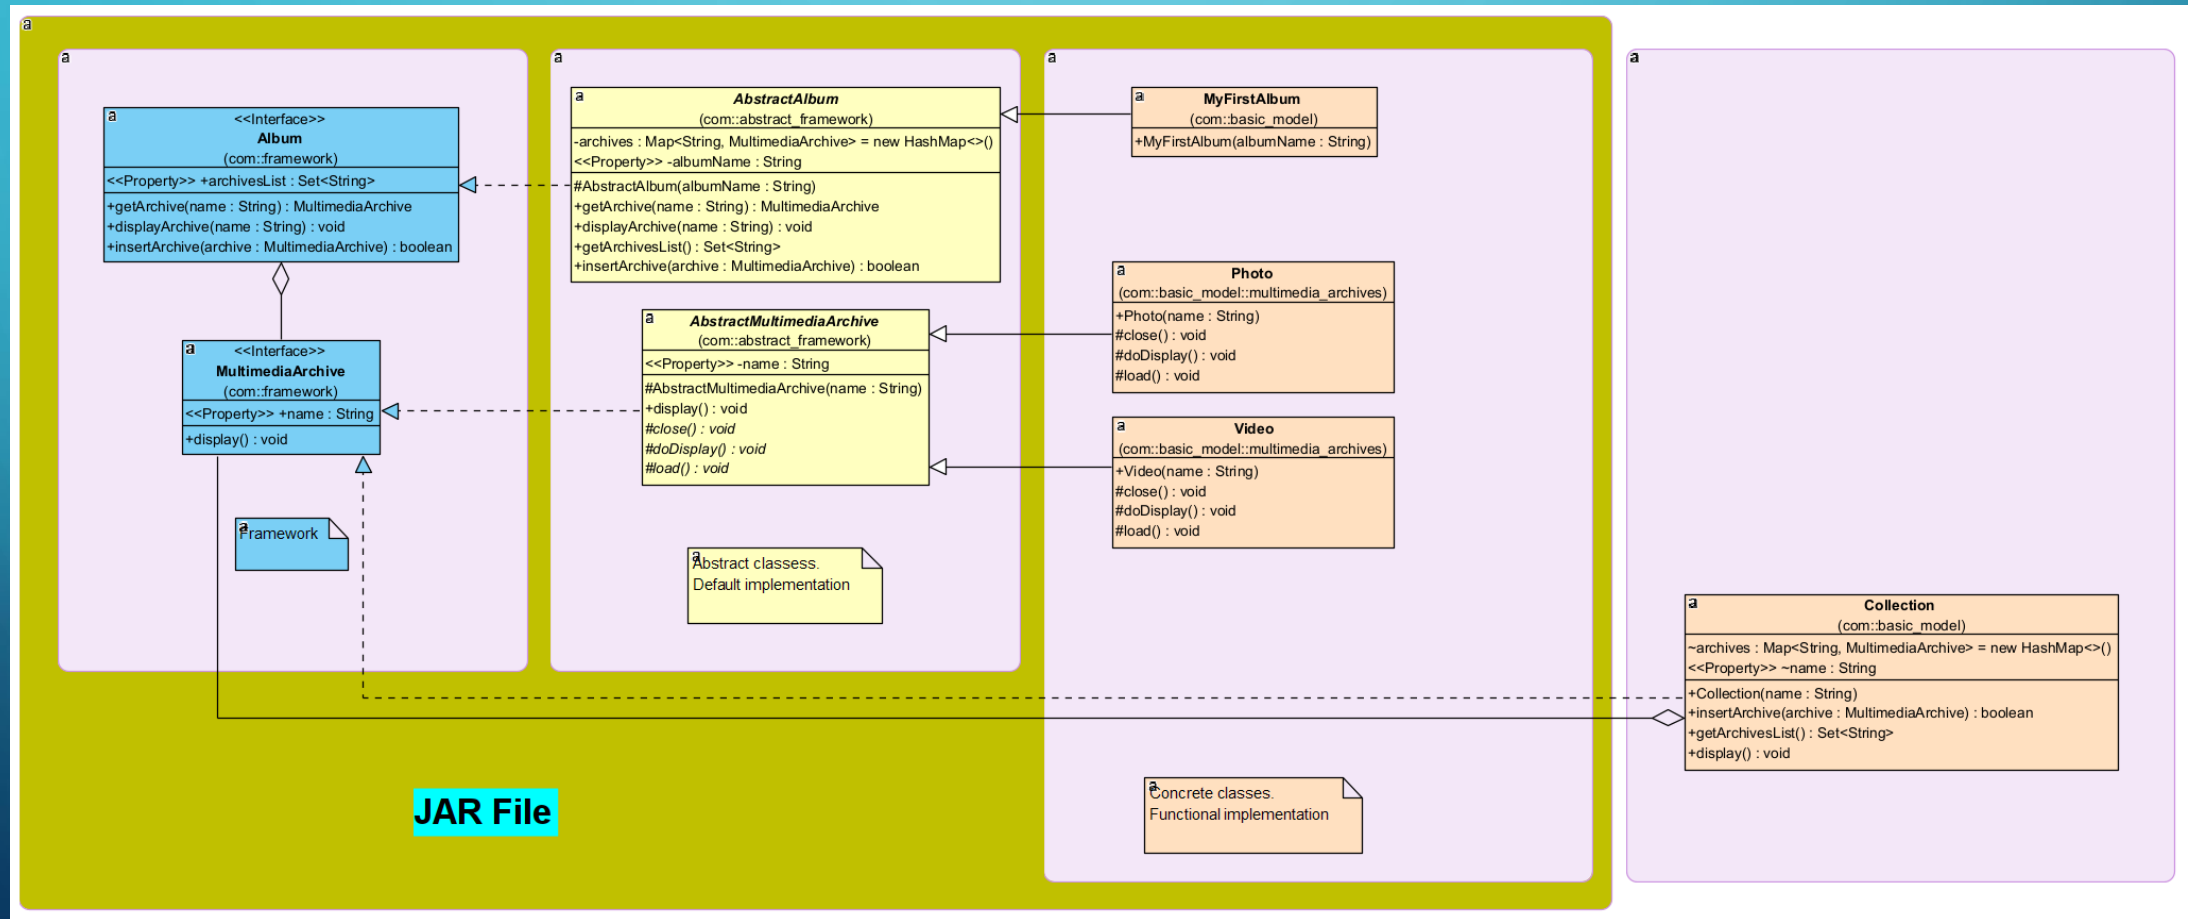 a
a
a
<<Interface>>
Album
(com::framework)
<<Property>> +archivesList : Set<String>
+getArchive(name : String) : MultimediaArchive
+displayArchive(name : String) : void
+insertArchive(archive : MultimediaArchive) : boolean
a
<<Interface>>
MultimediaArchive
(com::framework)
<<Property>> +name : String
+display() : void
a
Framework
a
a
AbstractAlbum
(com::abstract_framework)
-archives : Map<String, MultimediaArchive> = new HashMap<>()
<<Property>> -albumName : String
#AbstractAlbum(albumName : String)
+getArchive(name : String) : MultimediaArchive
+displayArchive(name : String) : void
+getArchivesList() : Set<String>
+insertArchive(archive : MultimediaArchive) : boolean
a
AbstractMultimediaArchive
(com::abstract_framework)
<<Property>> -name : String
#AbstractMultimediaArchive(name : String)
+display() : void
#close() : void
#doDisplay() : void
#load() : void
a
Abstract classess.
Default implementation
a
a
MyFirstAlbum
(com::basic_model)
+MyFirstAlbum(albumName : String)
a
Photo
(com::basic_model::multimedia_archives)
+Photo(name : String)
#close() : void
#doDisplay() : void
#load() : void
a
Video
(com::basic_model::multimedia_archives)
+Video(name : String)
#close() : void
#doDisplay() : void
#load() : void
a
Concrete classes.
Functional implementation
a
a
Collection
(com::basic_model)
~archives : Map<String, MultimediaArchive> = new HashMap<>()
<<Property>> ~name : String
+Collection(name : String)
+insertArchive(archive : MultimediaArchive) : boolean
+getArchivesList() : Set<String>
+display() : void
JAR File